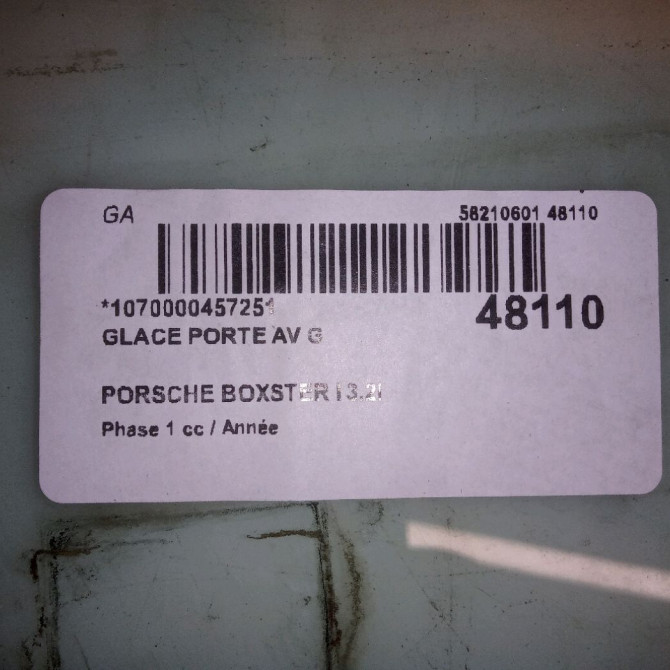 GA 58210601 48110
*1070000457251
48110
GLACE PORTE AV G
PORSCHE BOXSTER I 3.2I
Phase 1 cc / Année